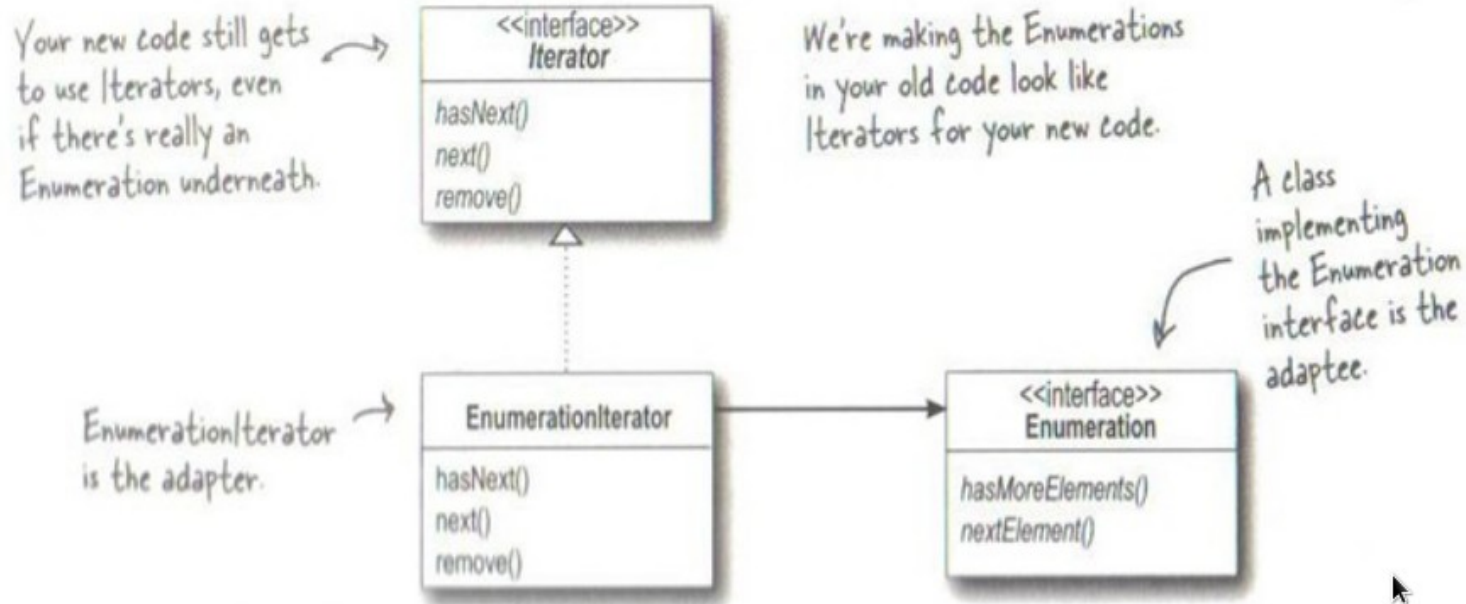 Your new code still gets
to use Iterators, even
if there's really an
Enumeration underneath.
<<interface>>
Iterator
hasNext()
next()
remove()
We're making the Enumerations
in your old code look like
Iterators for your new code.
A class
implementing
the Enumeration
interface is the
adaptee.
EnumerationIterator
is the adapter.
EnumerationIterator
hasNext()
next()
remove()
<<interface>>
Enumeration
hasMoreElements()
nextElement()